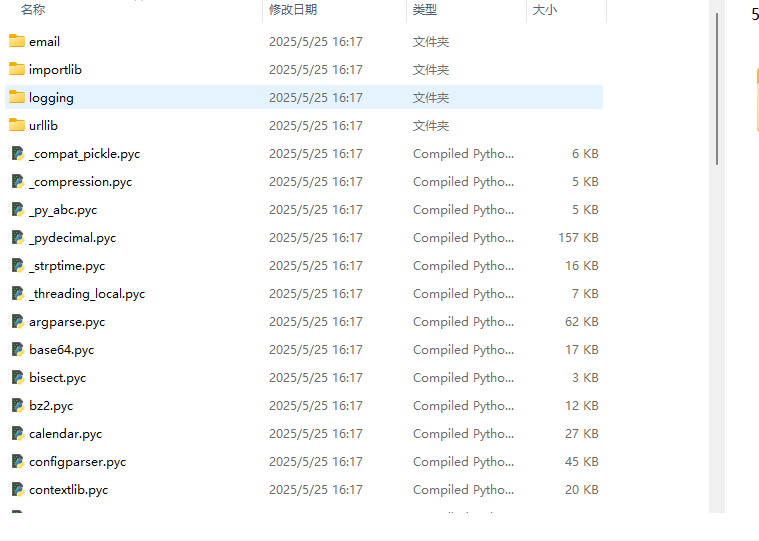 名称 修改日期 类型 大小
5
email 2025/5/25 16:17 文件夹
importlib 2025/5/25 16:17 文件夹
logging 2025/5/25 16:17 文件夹
urllib 2025/5/25 16:17 文件夹
_compat_pickle.pyc 2025/5/25 16:17 Compiled Pytho... 6 KB
_compression.pyc 2025/5/25 16:17 Compiled Pytho... 5 KB
_py_abc.pyc 2025/5/25 16:17 Compiled Pytho... 5 KB
_pydecimal.pyc 2025/5/25 16:17 Compiled Pytho... 157 KB
_strptime.pyc 2025/5/25 16:17 Compiled Pytho... 16 KB
_threading_local.pyc 2025/5/25 16:17 Compiled Pytho... 7 KB
argparse.pyc 2025/5/25 16:17 Compiled Pytho... 62 KB
base64.pyc 2025/5/25 16:17 Compiled Pytho... 17 KB
bisect.pyc 2025/5/25 16:17 Compiled Pytho... 3 KB
bz2.pyc 2025/5/25 16:17 Compiled Pytho... 12 KB
calendar.pyc 2025/5/25 16:17 Compiled Pytho... 27 KB
configparser.pyc 2025/5/25 16:17 Compiled Pytho... 45 KB
contextlib.pyc 2025/5/25 16:17 Compiled Pytho... 20 KB